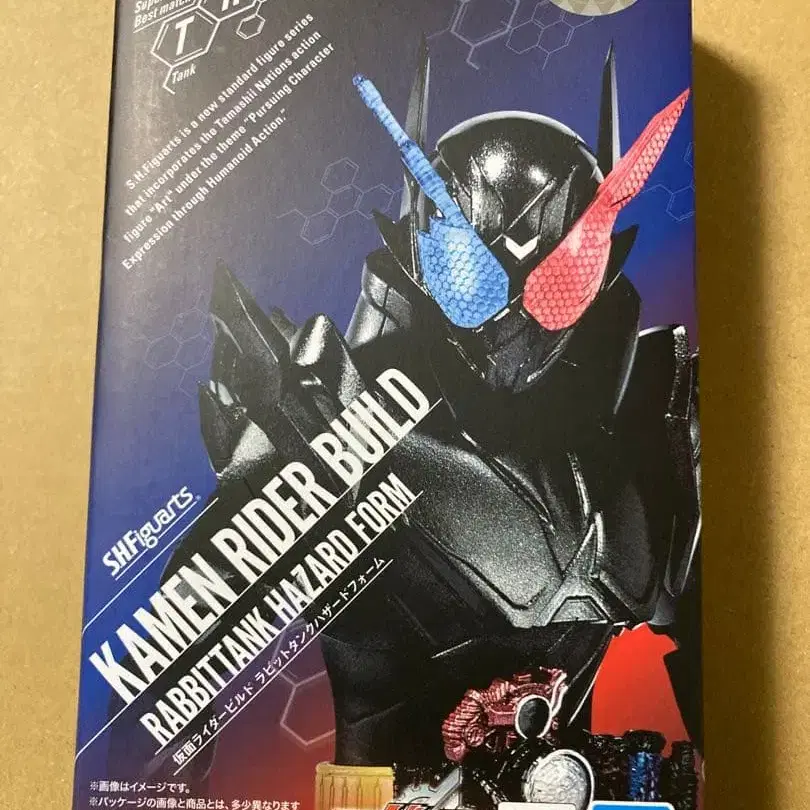 Best match
T
Tank
S.H.Figuarts is a new standard figure series
that incorporates the Tamashii Nations action
figure "Art" under the theme "Pursuing Character
Expression through Humanoid Action."
S.H.Figuarts
KAMEN RIDER BUILD
RABBITTANK HAZARD FORM
仮面ライダービルド ラビットタンクハザードフォーム
※画像はイメージです。
※パッケージの画像と商品とは、多少異なります